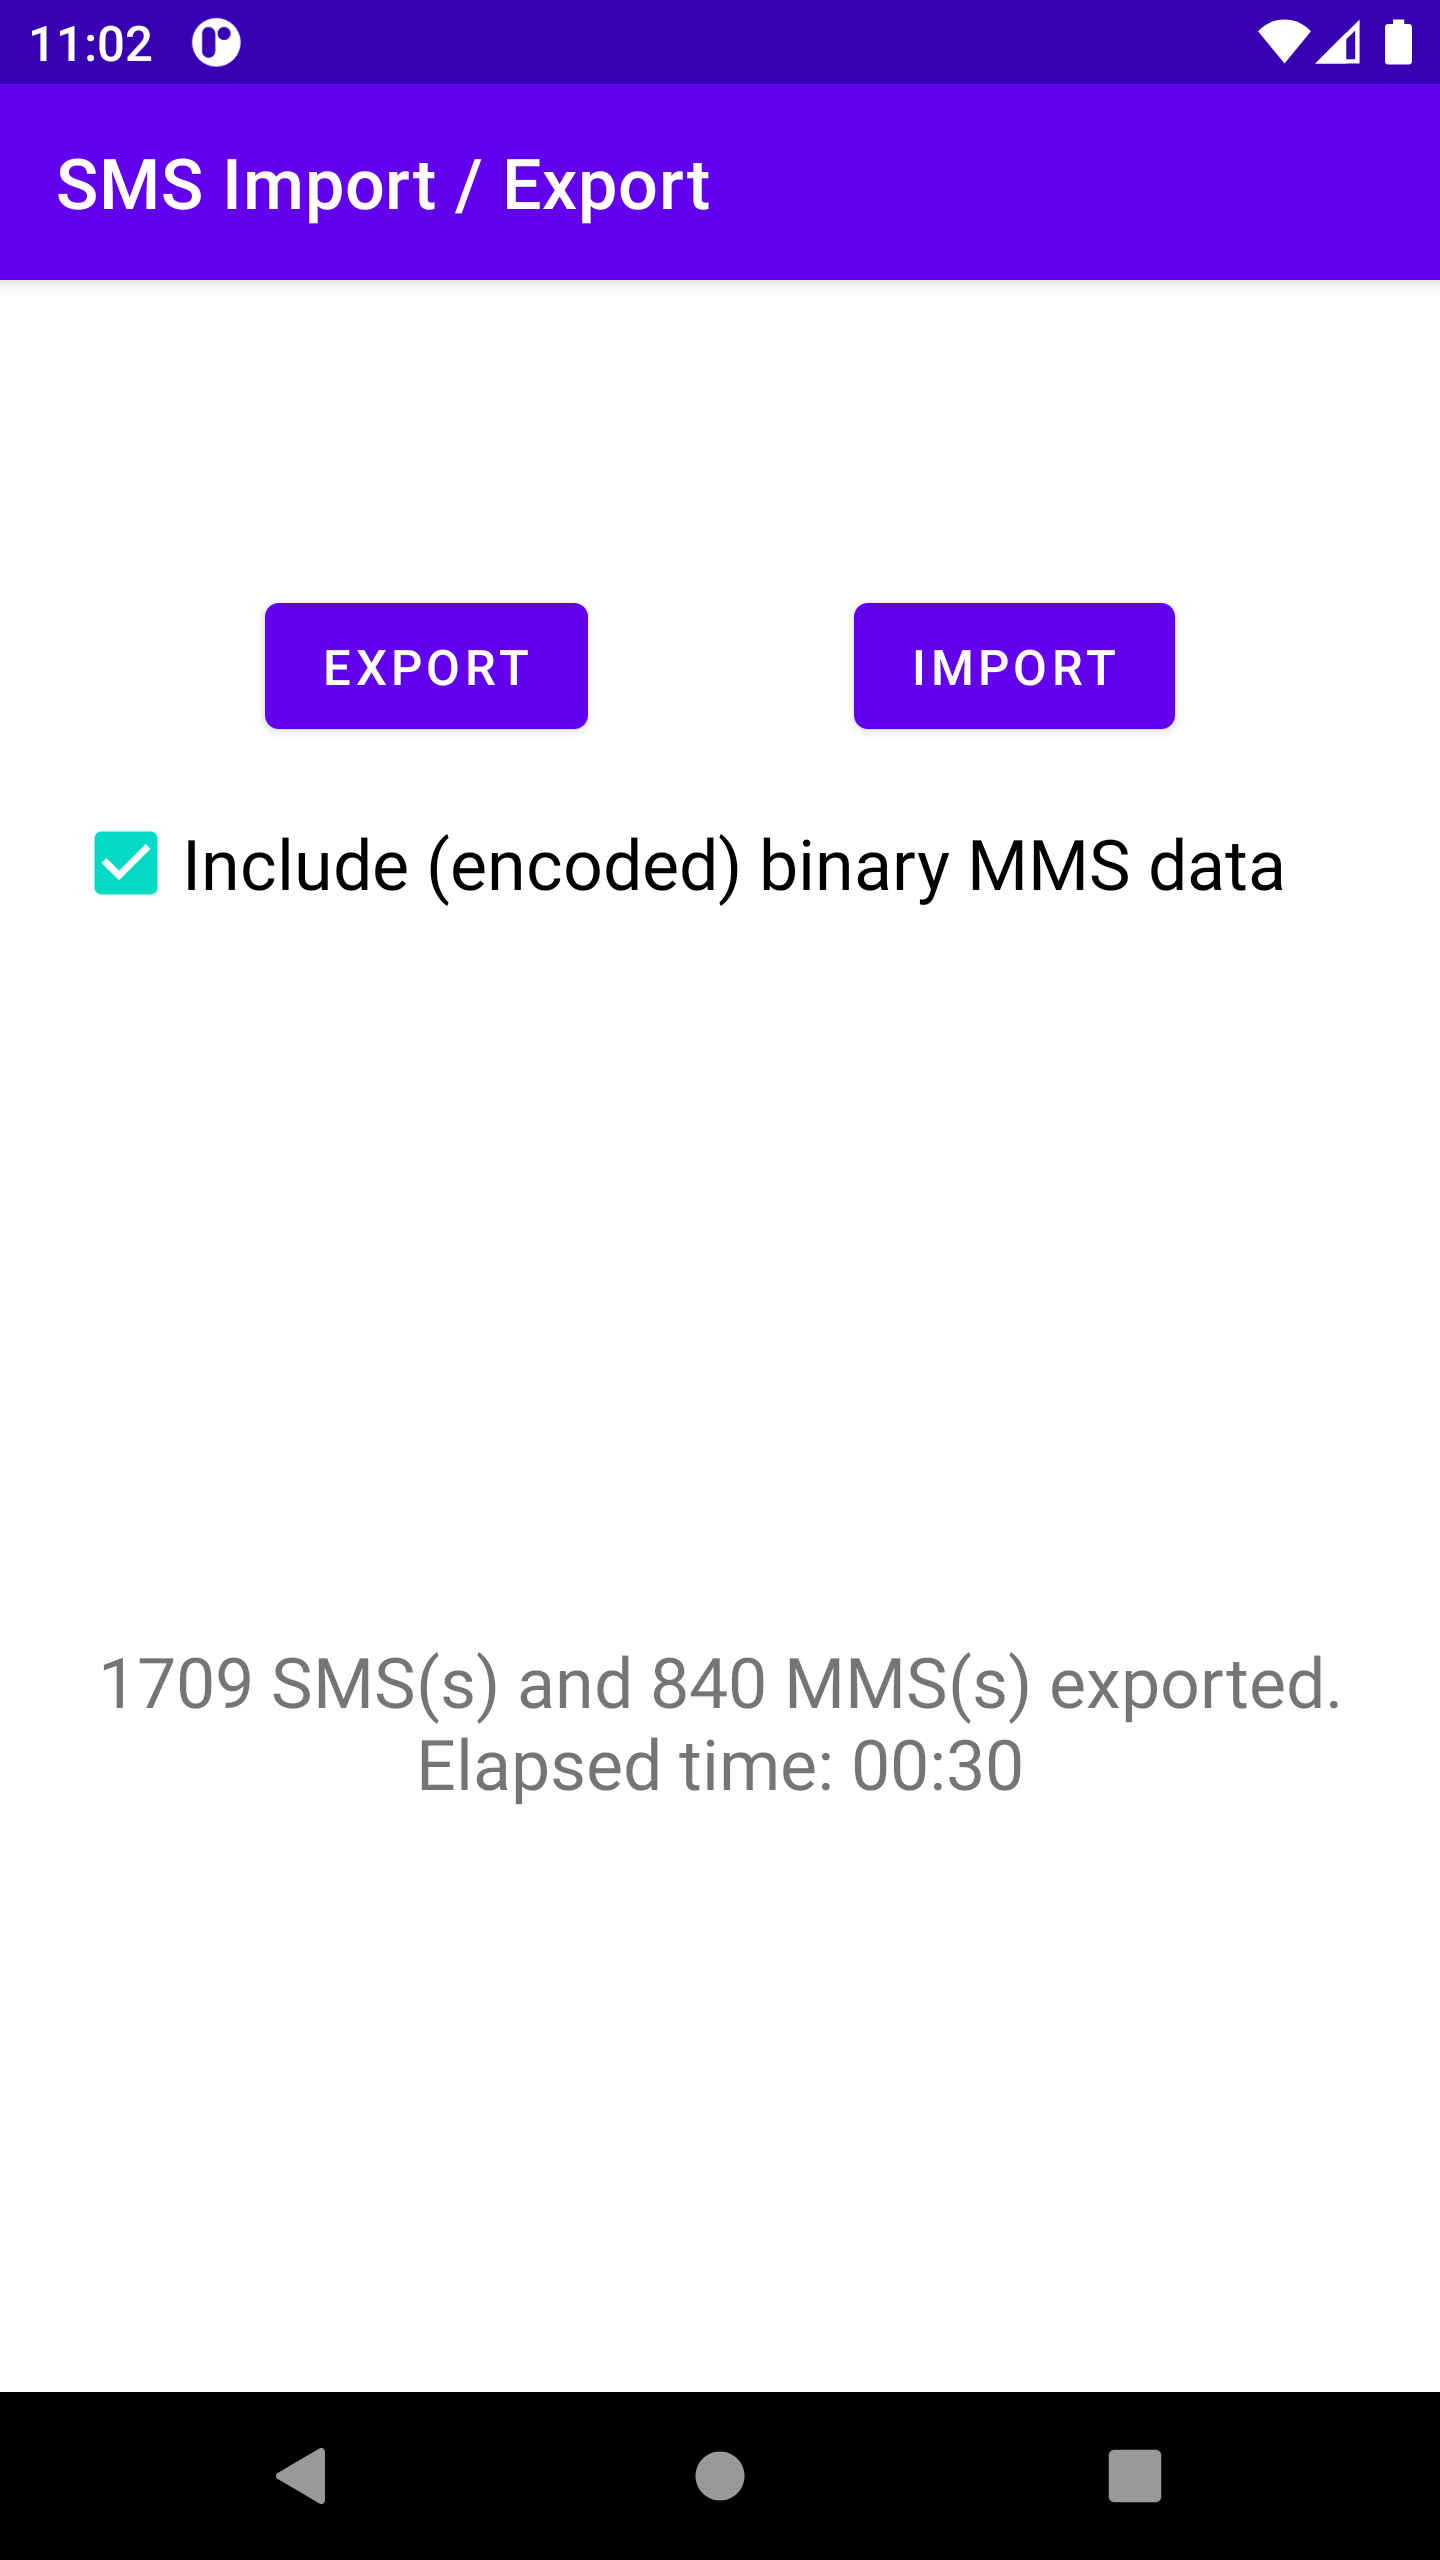 11:02
SMS Import / Export
EXPORT
IMPORT
Include (encoded) binary MMS data
1709 SMS(s) and 840 MMS(s) exported.
Elapsed time: 00:30